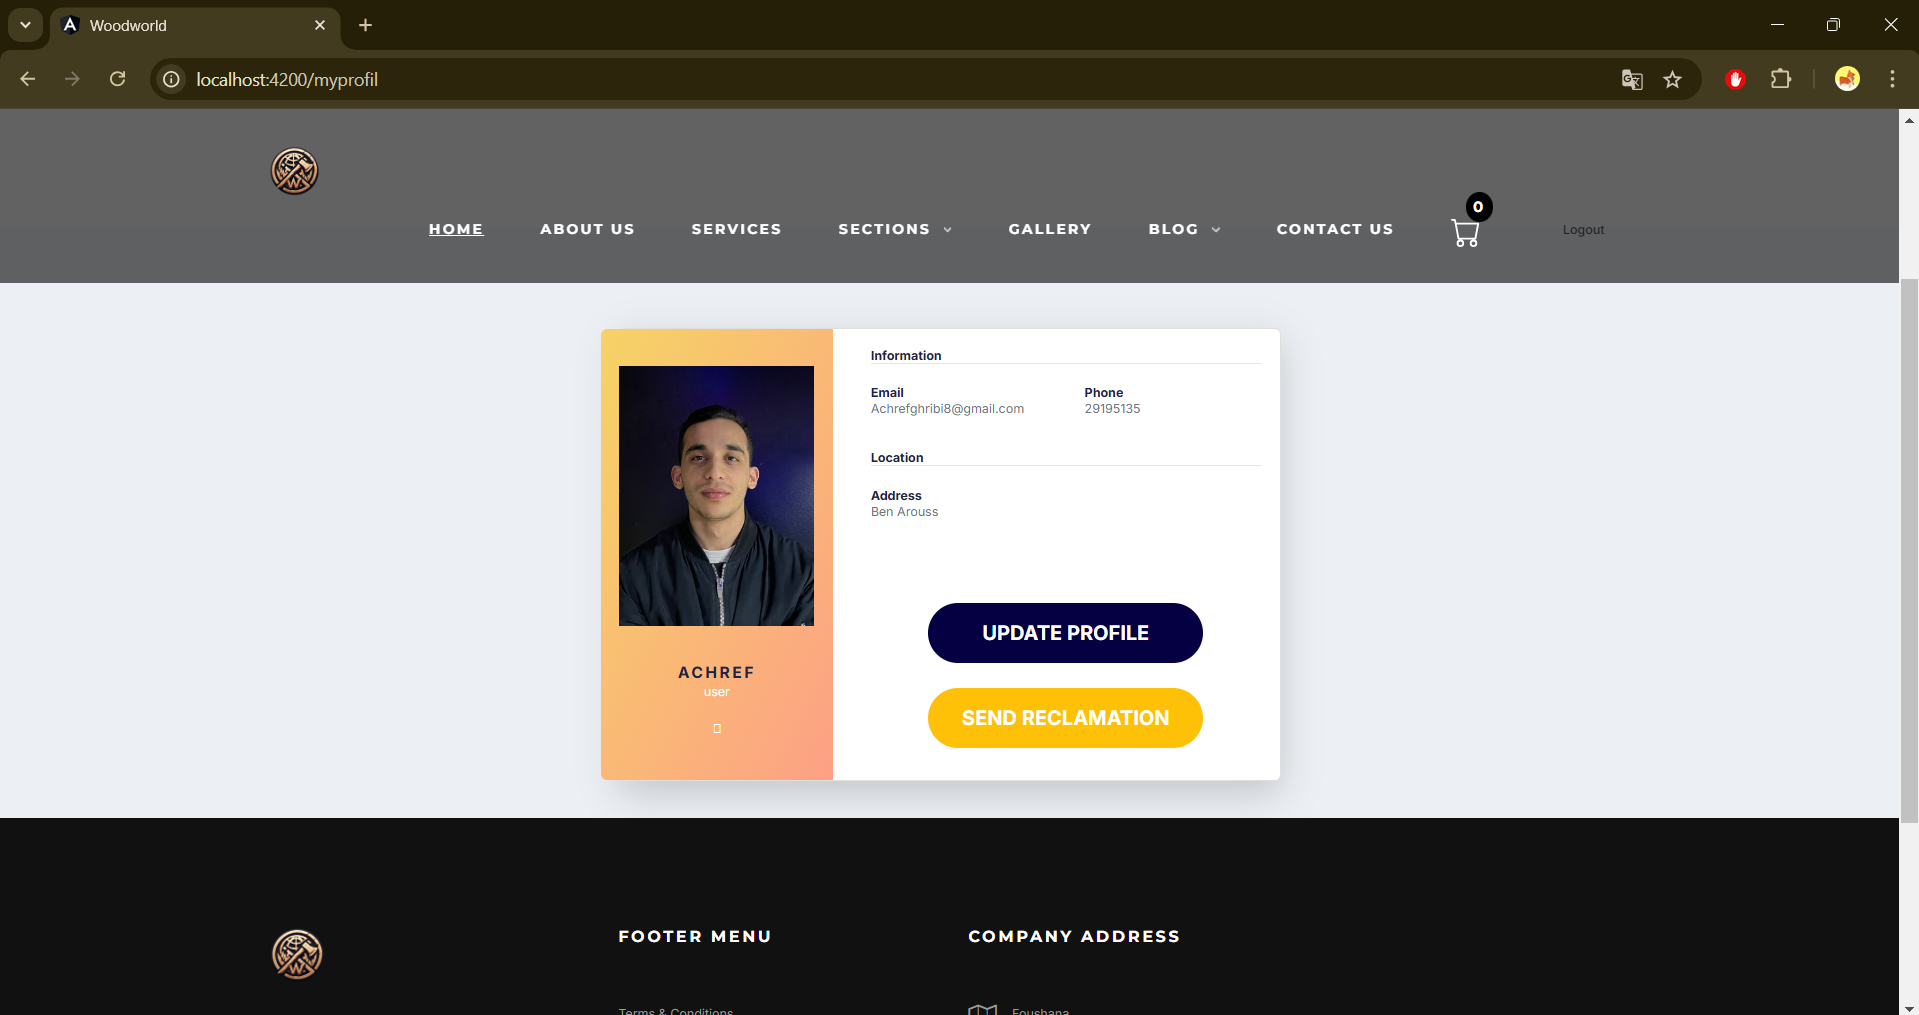 Woodworld
localhost:4200/myprofil
0
HOME ABOUT US SERVICES SECTIONS GALLERY BLOG CONTACT US Logout
Information
Email Phone
Achrefghribi8@gmail.com 29195135
Location
Address
Ben Arouss
UPDATE PROFILE
ACHREF
user
SEND RECLAMATION
FOOTER MENU COMPANY ADDRESS
Terms & Conditions Foushana